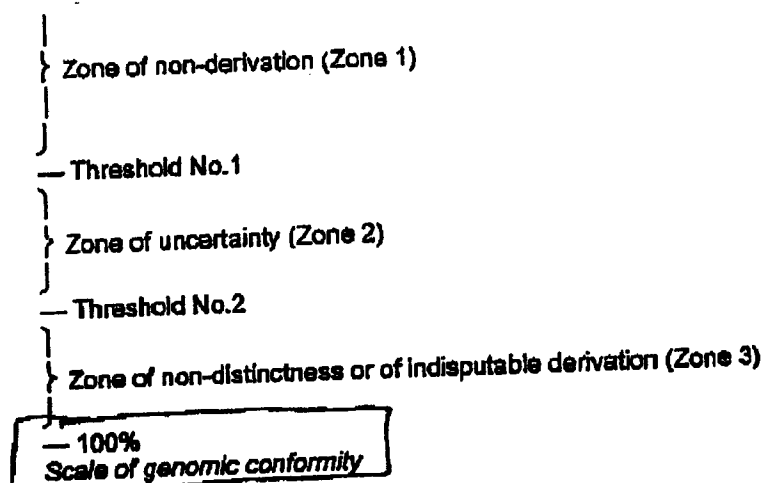 Zone of non-derivation (Zone 1)
— Threshold No.1
Zone of uncertainty (Zone 2)
— Threshold No.2
Zone of non-distinctness or of indisputable derivation (Zone 3)
— 100%
Scale of genomic conformity